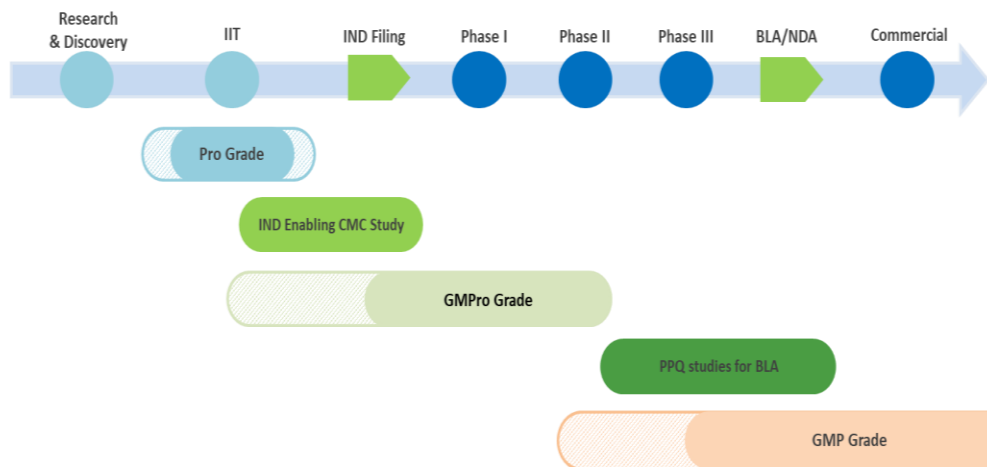 Research
& Discovery
IIT
IND Filing
Phase I
Phase II
Phase III
BLA/NDA
Commercial
Pro Grade
IND Enabling CMC Study
GMPro Grade
PPQ studies for BLA
GMP Grade